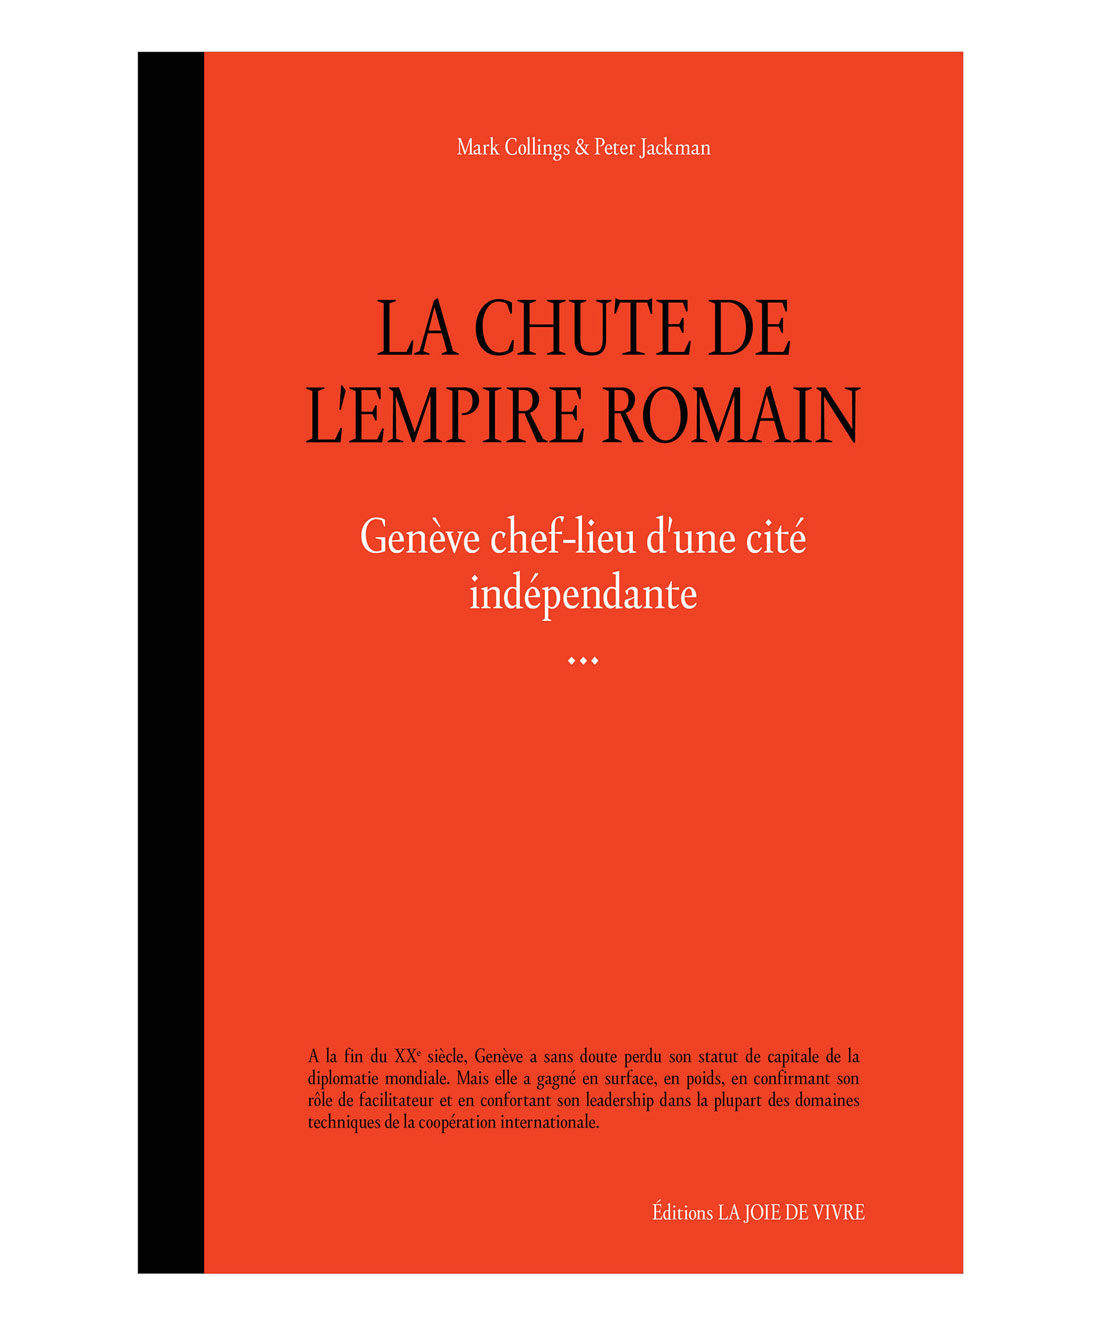 Mark Collings & Peter Jackman
LA CHUTE DE
L'EMPIRE ROMAIN
Genève chef-lieu d'une cité
indépendante
A la fin du XXe siècle, Genève a sans doute perdu son statut de capitale de la
diplomatie mondiale. Mais elle a gagné en surface, en poids, en confirmant son
rôle de facilitateur et en confortant son leadership dans la plupart des domaines
techniques de la coopération internationale.
Éditions LA JOIE DE VIVRE